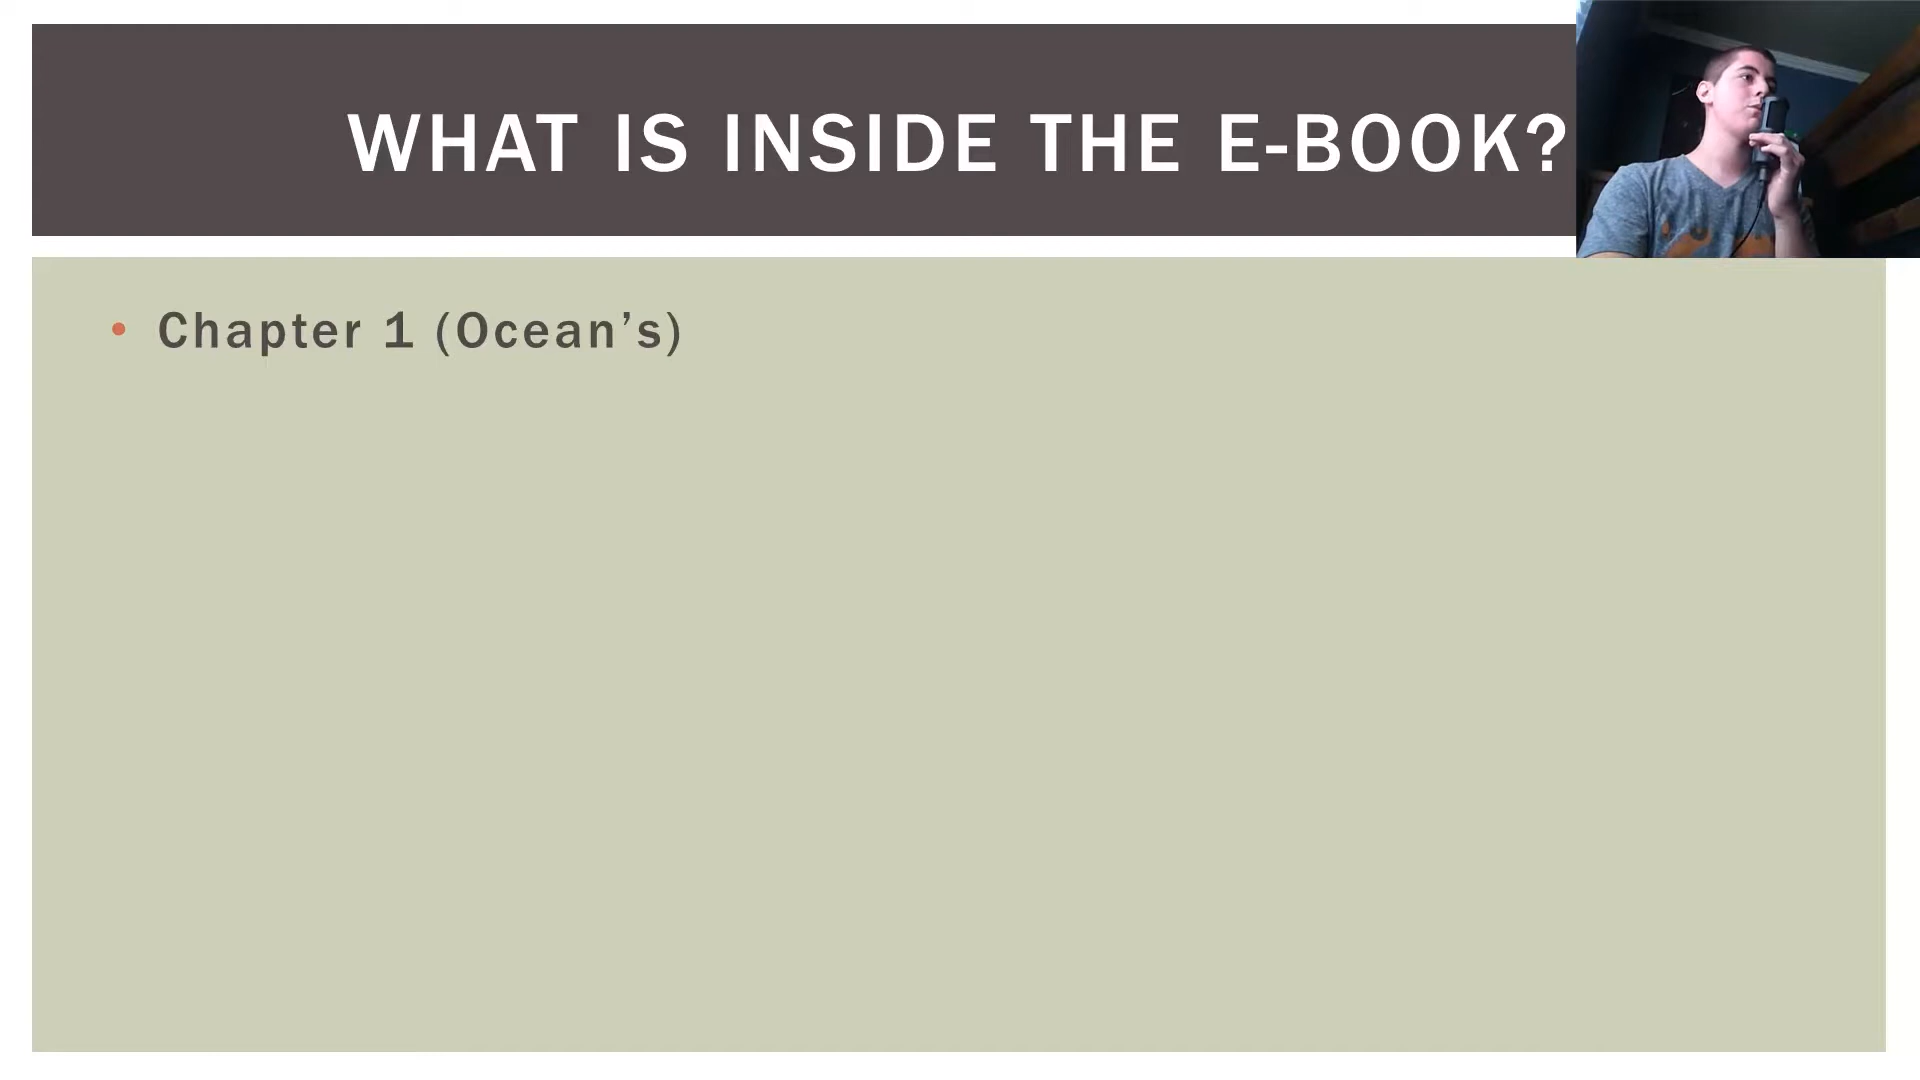 WHAT IS INSIDE THE E-BOOK?
• Chapter 1 (Ocean’s)